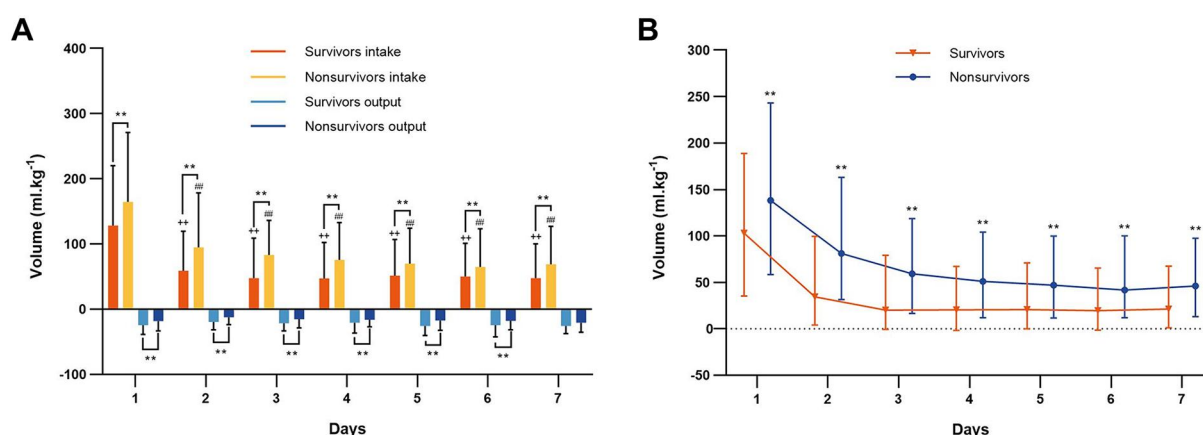 A
Survivors intake
Nonsurvivors intake
Survivors output
Nonsurvivors output
Volume (ml.kg-1)
400
300
200
100
0
-100
**
** ** ** ** ** **
## ## ## ## ## ##
++ ++ ++ ++ ++ ++
** ** ** ** ** **
1 2 3 4 5 6 7
Days
B
Survivors
Nonsurvivors
Volume (ml.kg-1)
300
250
200
150
100
50
0
-50
** ** ** ** ** ** **
1 2 3 4 5 6 7
Days